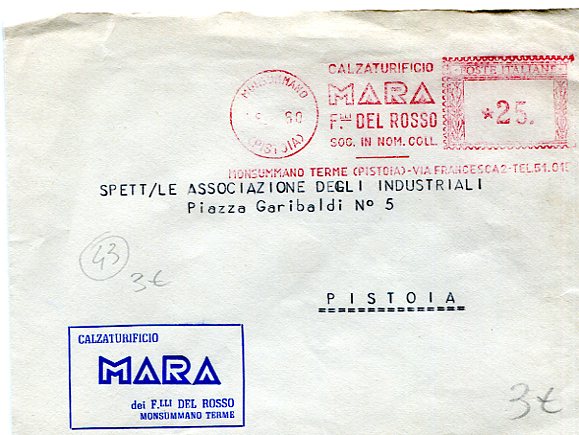 CALZATURIFICIO
POSTE ITALIANE
MARA
*25.
F.LLI DEL ROSSO
SOC. IN NOM. COLL.
MONSUMMANO
60
(PISTOIA)
MONSUMMANO TERME (PISTOIA) - VIA FRANCESCA 2 - TEL. 51.01
SPETT/LE ASSOCIAZIONE DEGLI INDUSTRIALI
Piazza Garibaldi N° 5
43
3€
PISTOIA
CALZATURIFICIO
MARA
dei F.LLI DEL ROSSO
MONSUMMANO TERME
3€